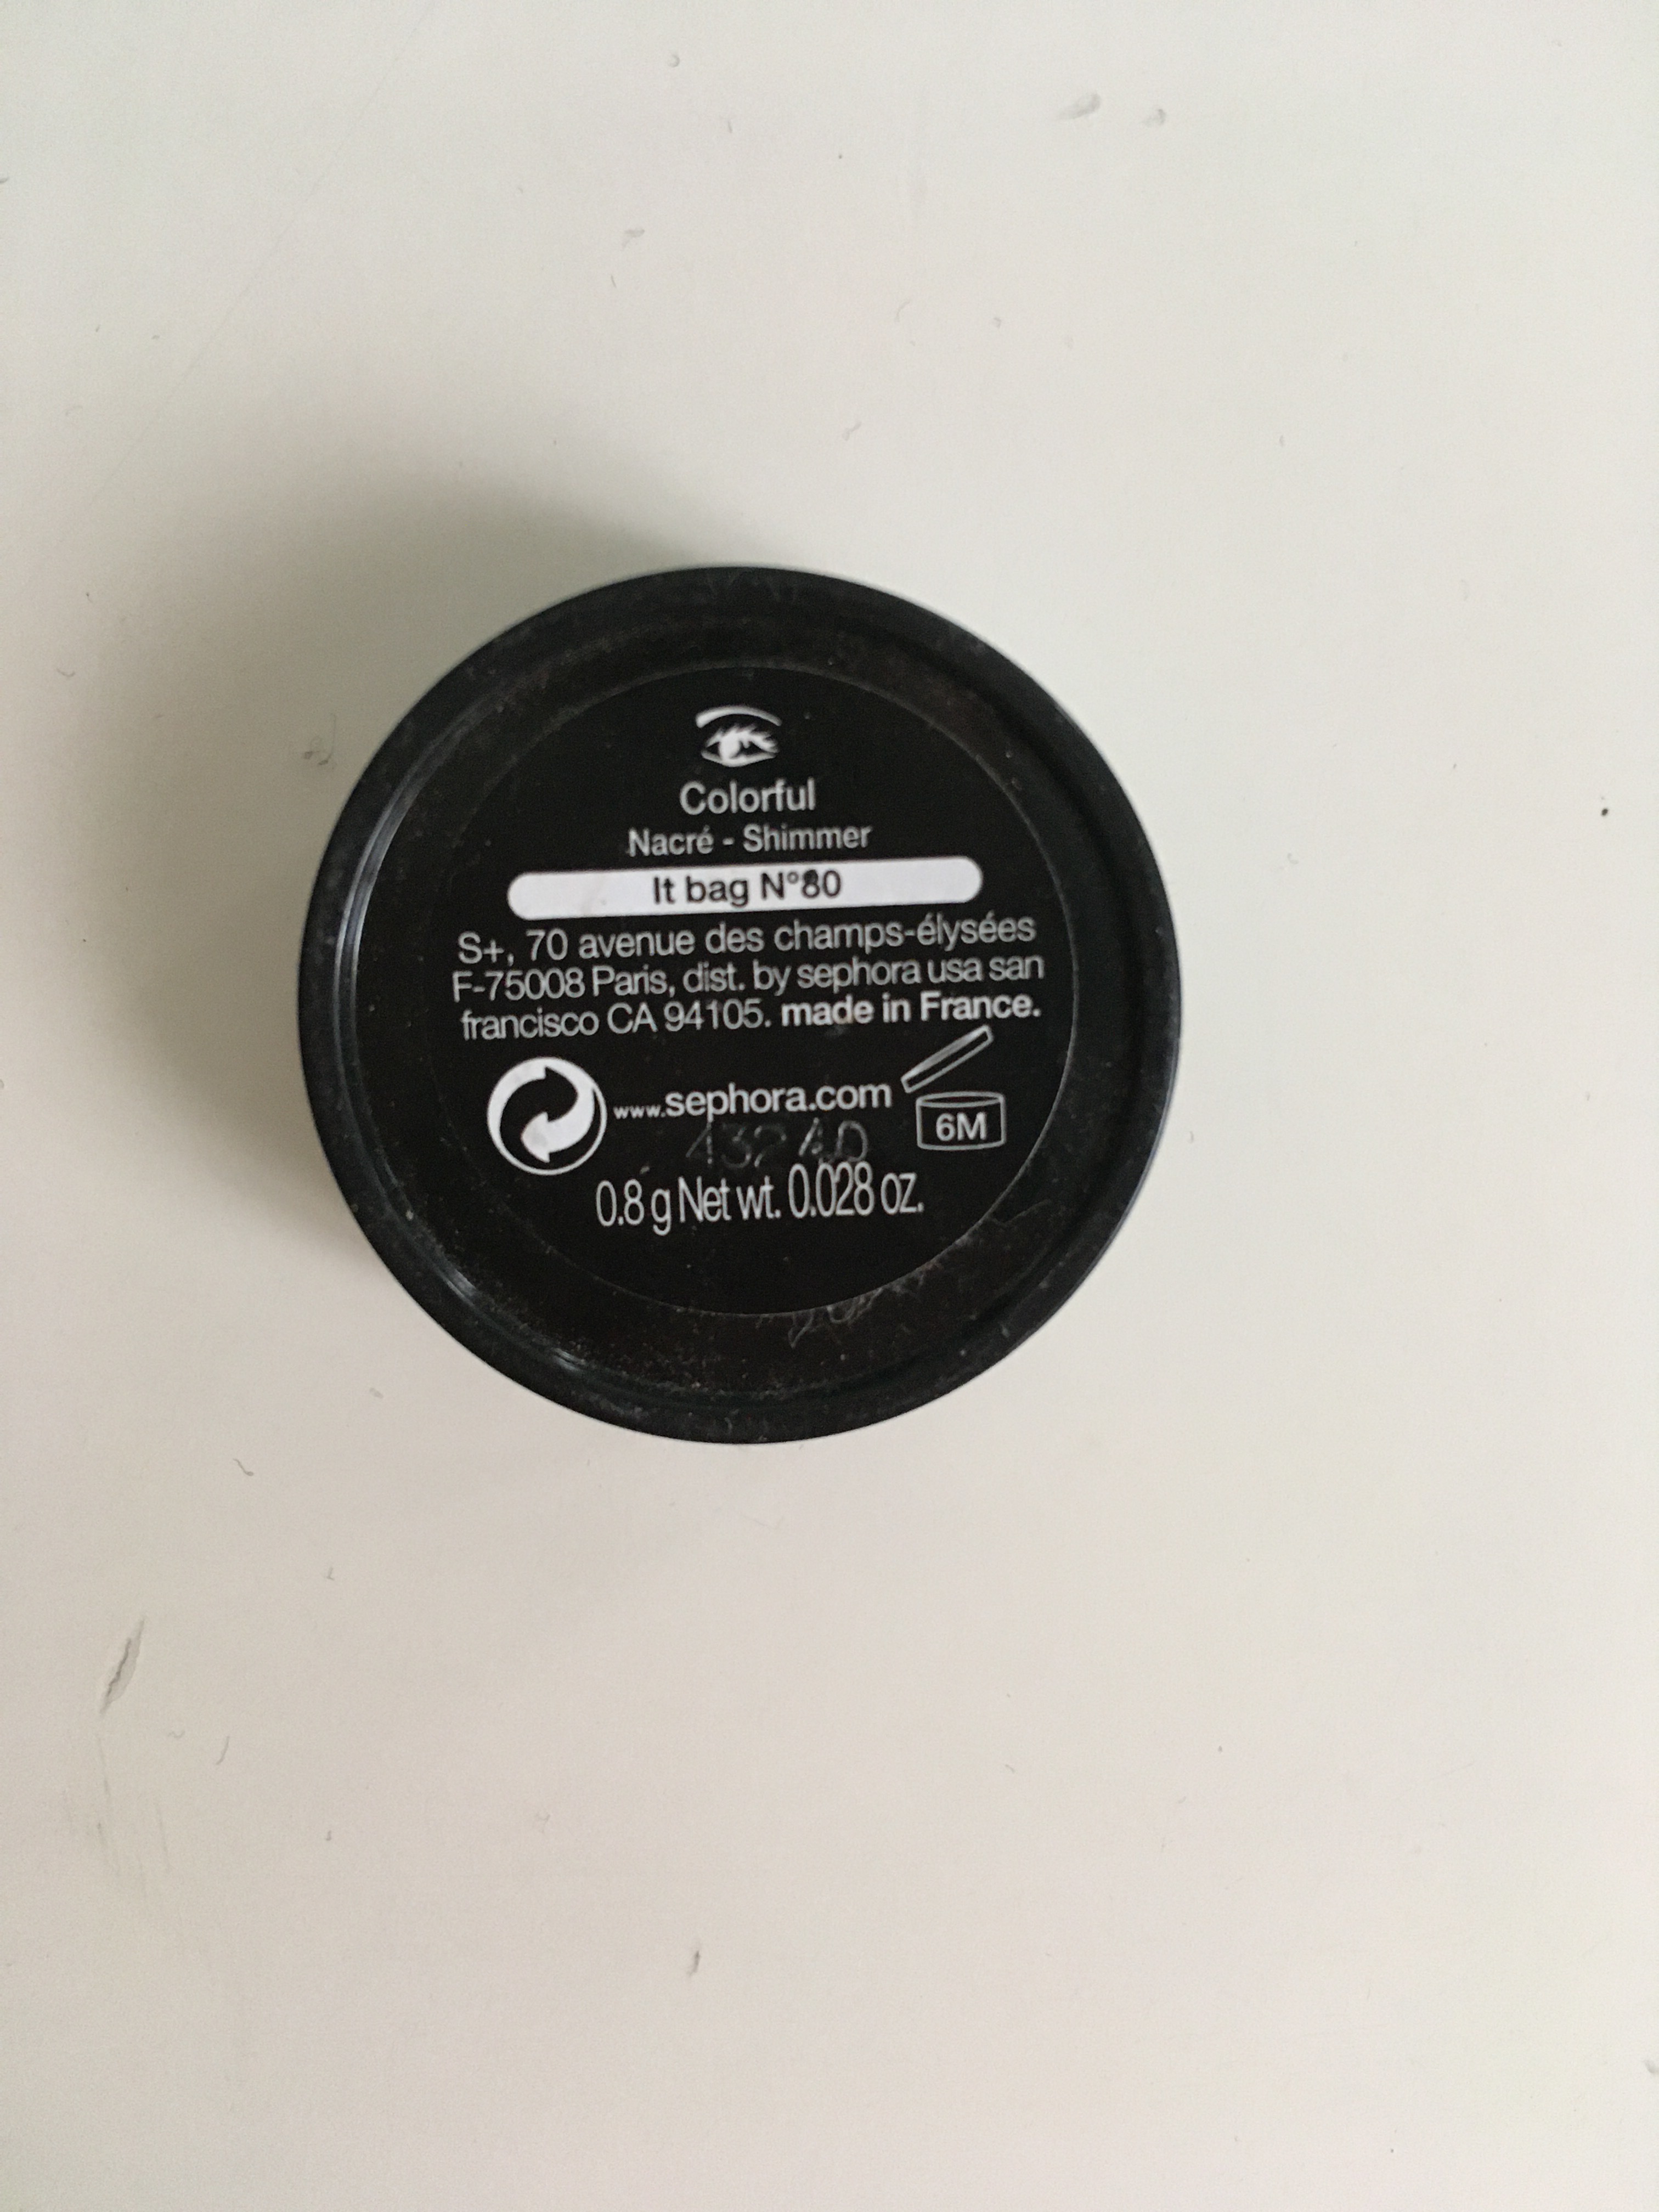 Colorful
Nacré - Shimmer
It bag N°80
S+, 70 avenue des champs-élysées
F-75008 Paris, dist. by sephora usa san
francisco CA 94105. made in France.
www.sephora.com
6M
0.8 g Net wt. 0.028 oz.